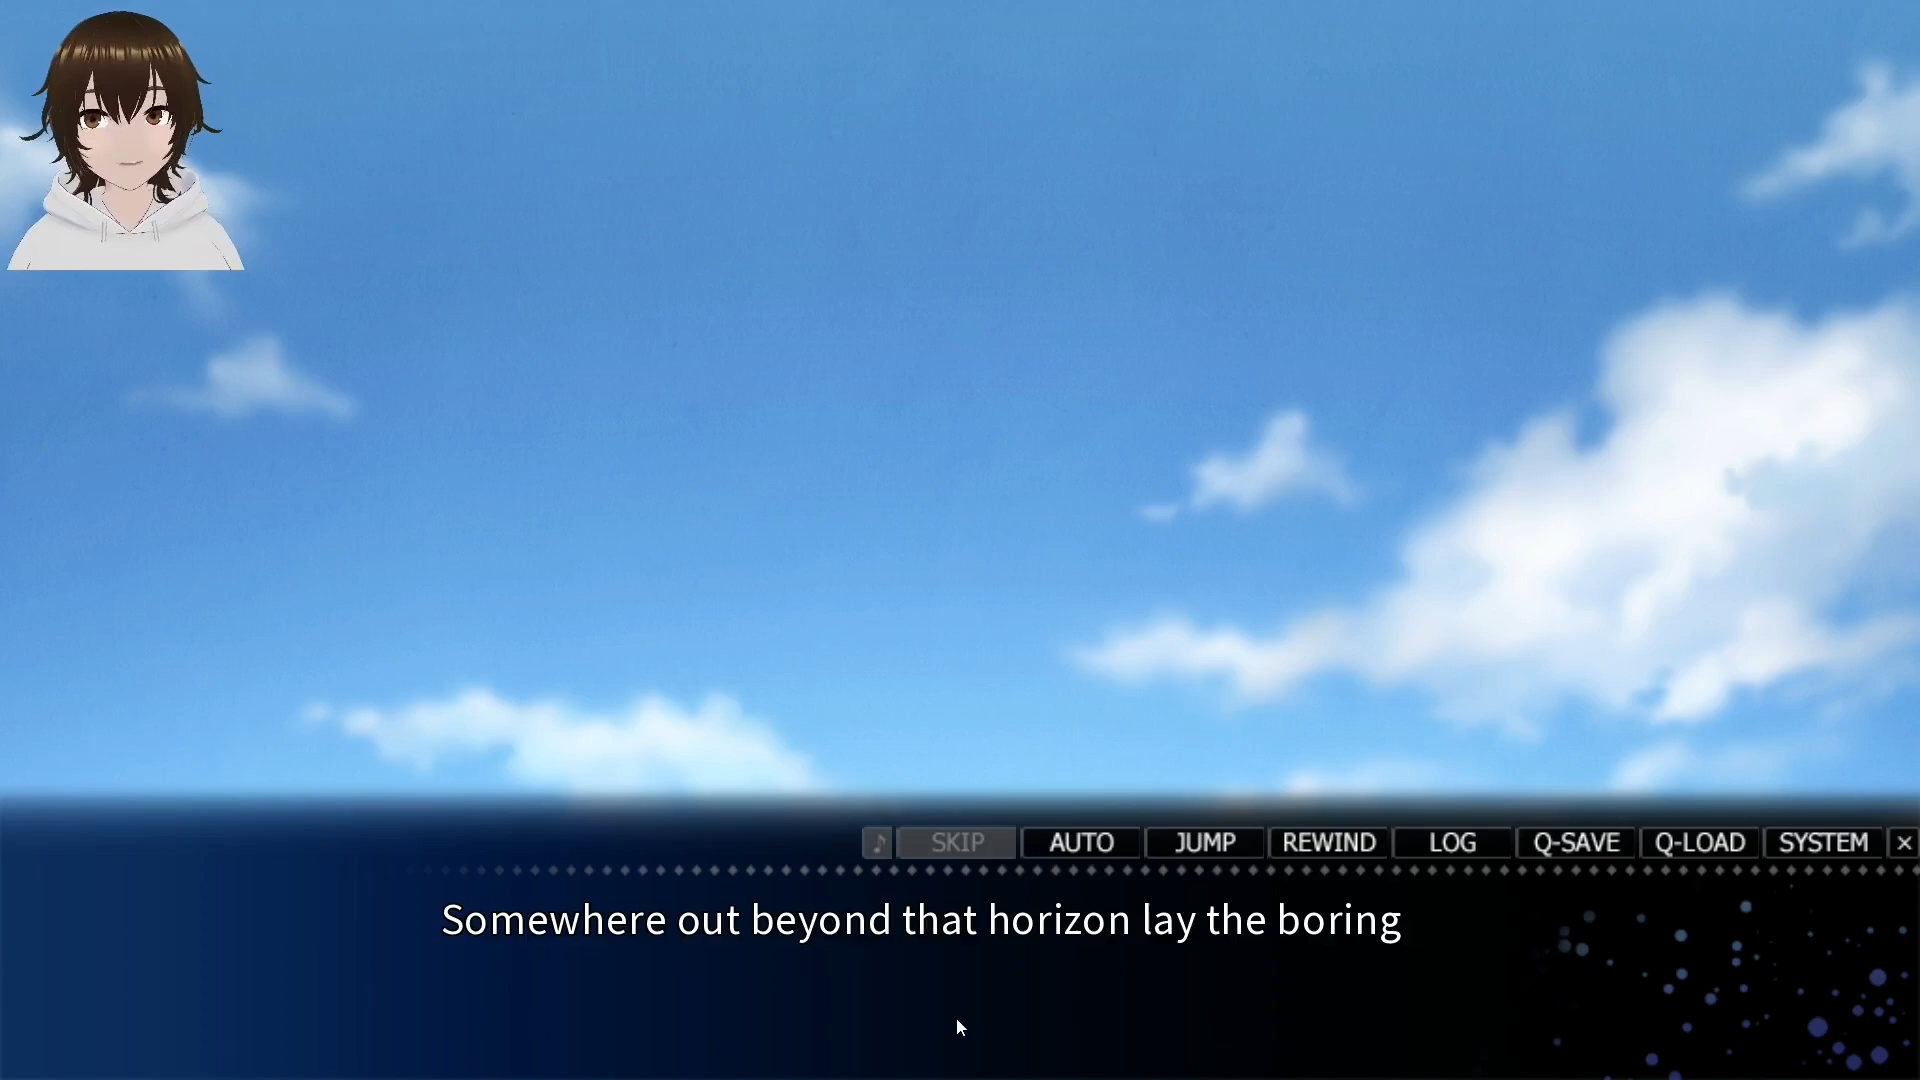 ♪ SKIP AUTO JUMP REWIND LOG Q-SAVE Q-LOAD SYSTEM ×
Somewhere out beyond that horizon lay the boring